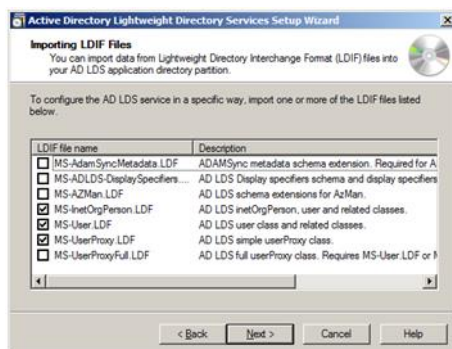 Active Directory Lightweight Directory Services Setup Wizard
Importing LDIF Files
You can import data from Lightweight Directory Interchange Format (LDIF) files into
your AD LDS application directory partition.
To configure the AD LDS service in a specific way, import one or more of the LDIF files listed
below.
LDIF file name Description
MS-AdamSyncMetadata.LDF ADAMSync metadata schema extension. Required for A
MS-ADLDS-DisplaySpecifiers.... AD LDS Display specifiers schema and display specifiers
MS-AZMan.LDF AD LDS schema extensions for AzMan.
MS-InetOrgPerson.LDF AD LDS inetOrgPerson, user and related classes.
MS-User.LDF AD LDS user class and related classes.
MS-UserProxy.LDF AD LDS simple userProxy class.
MS-UserProxyFull.LDF AD LDS full userProxy class. Requires MS-User.LDF or M
< Back Next > Cancel Help